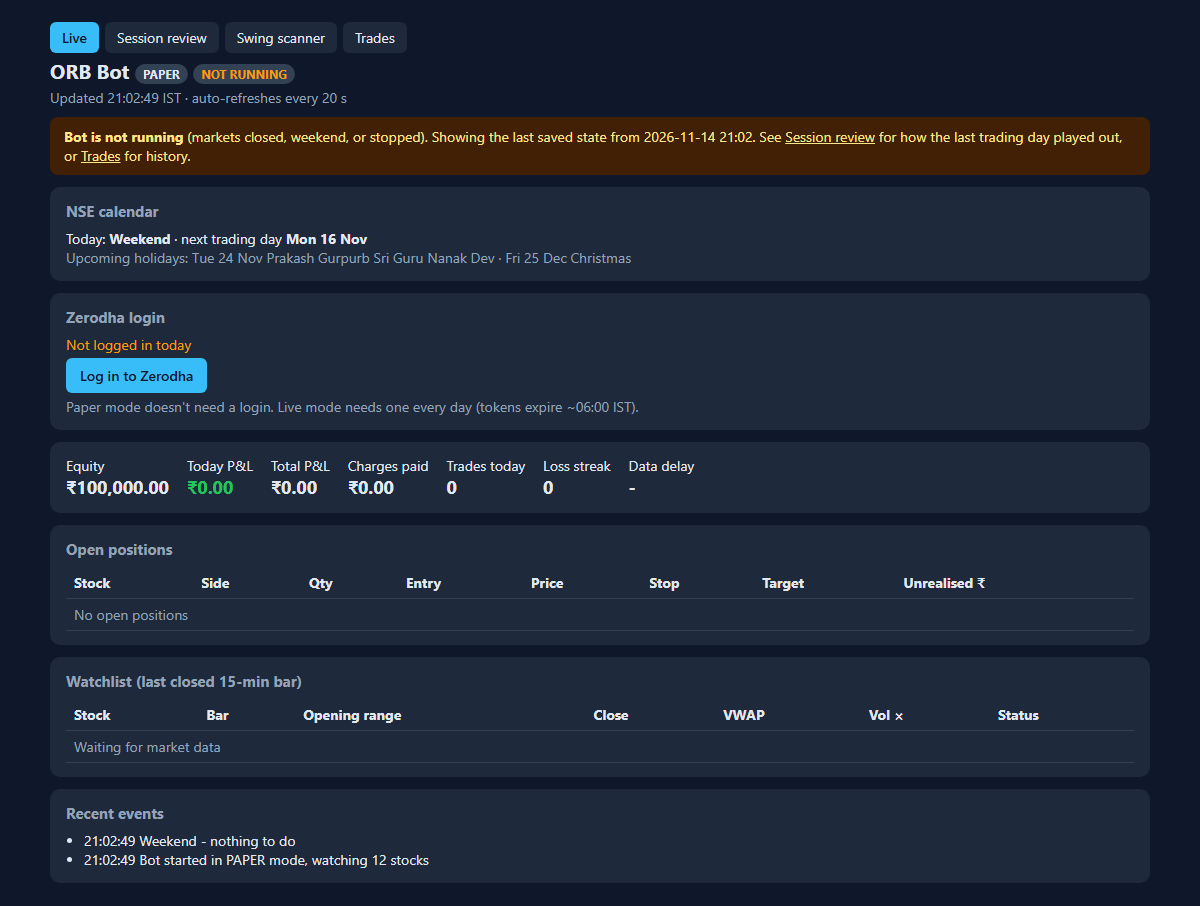 Live Session review Swing scanner Trades
ORB Bot PAPER NOT RUNNING
Updated 21:02:49 IST · auto-refreshes every 20 s
Bot is not running (markets closed, weekend, or stopped). Showing the last saved state from 2026-11-14 21:02. See Session review for how the last trading day played out,
or Trades for history.
NSE calendar
Today: Weekend · next trading day Mon 16 Nov
Upcoming holidays: Tue 24 Nov Prakash Gurpurb Sri Guru Nanak Dev · Fri 25 Dec Christmas
Zerodha login
Not logged in today
Log in to Zerodha
Paper mode doesn't need a login. Live mode needs one every day (tokens expire ~06:00 IST).
Equity Today P&L Total P&L Charges paid Trades today Loss streak Data delay
₹100,000.00 ₹0.00 ₹0.00 ₹0.00 0 0 -
Open positions
Stock Side Qty Entry Price Stop Target Unrealised ₹
No open positions
Watchlist (last closed 15-min bar)
Stock Bar Opening range Close VWAP Vol × Status
Waiting for market data
Recent events
• 21:02:49 Weekend - nothing to do
• 21:02:49 Bot started in PAPER mode, watching 12 stocks